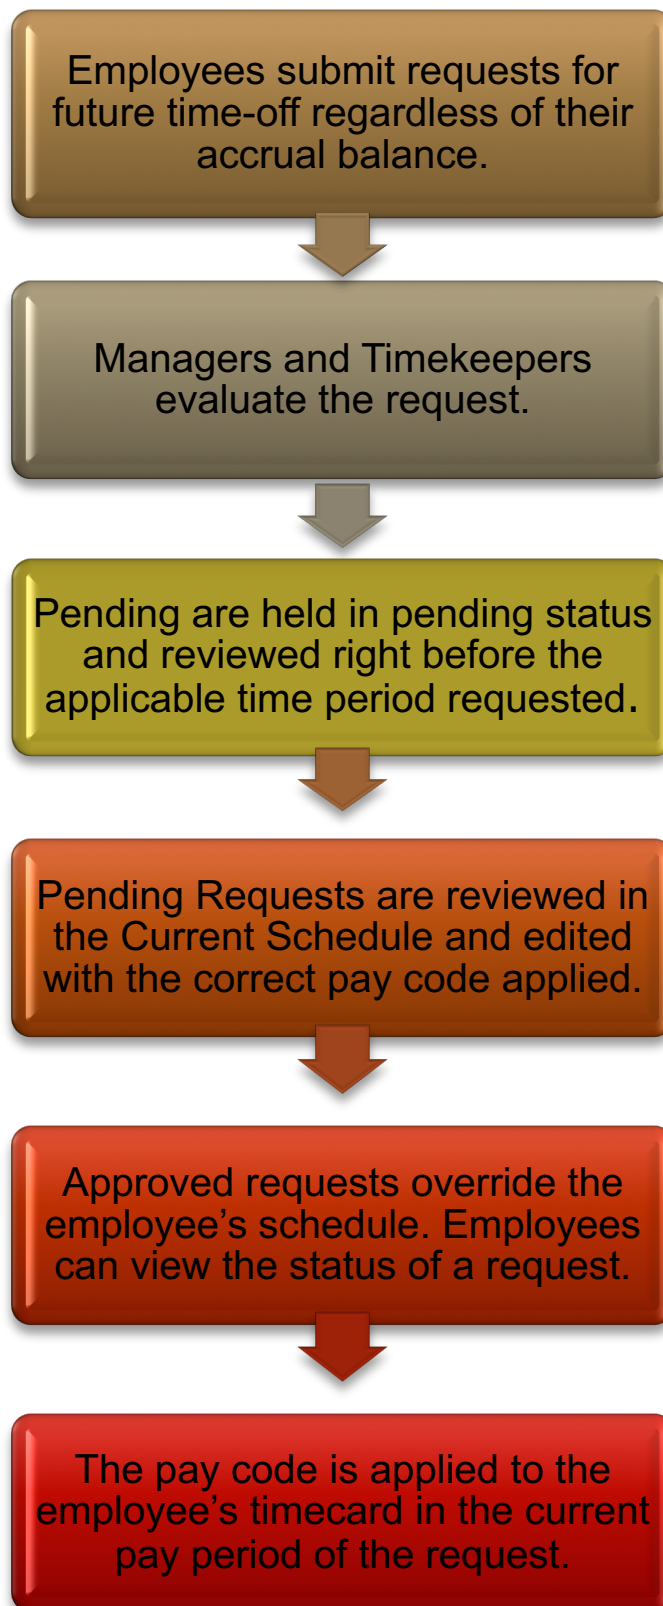 Employees submit requests for
future time-off regardless of their
accrual balance.
Managers and Timekeepers
evaluate the request.
Pending are held in pending status
and reviewed right before the
applicable time period requested.
Pending Requests are reviewed in
the Current Schedule and edited
with the correct pay code applied.
Approved requests override the
employee’s schedule. Employees
can view the status of a request.
The pay code is applied to the
employee’s timecard in the current
pay period of the request.